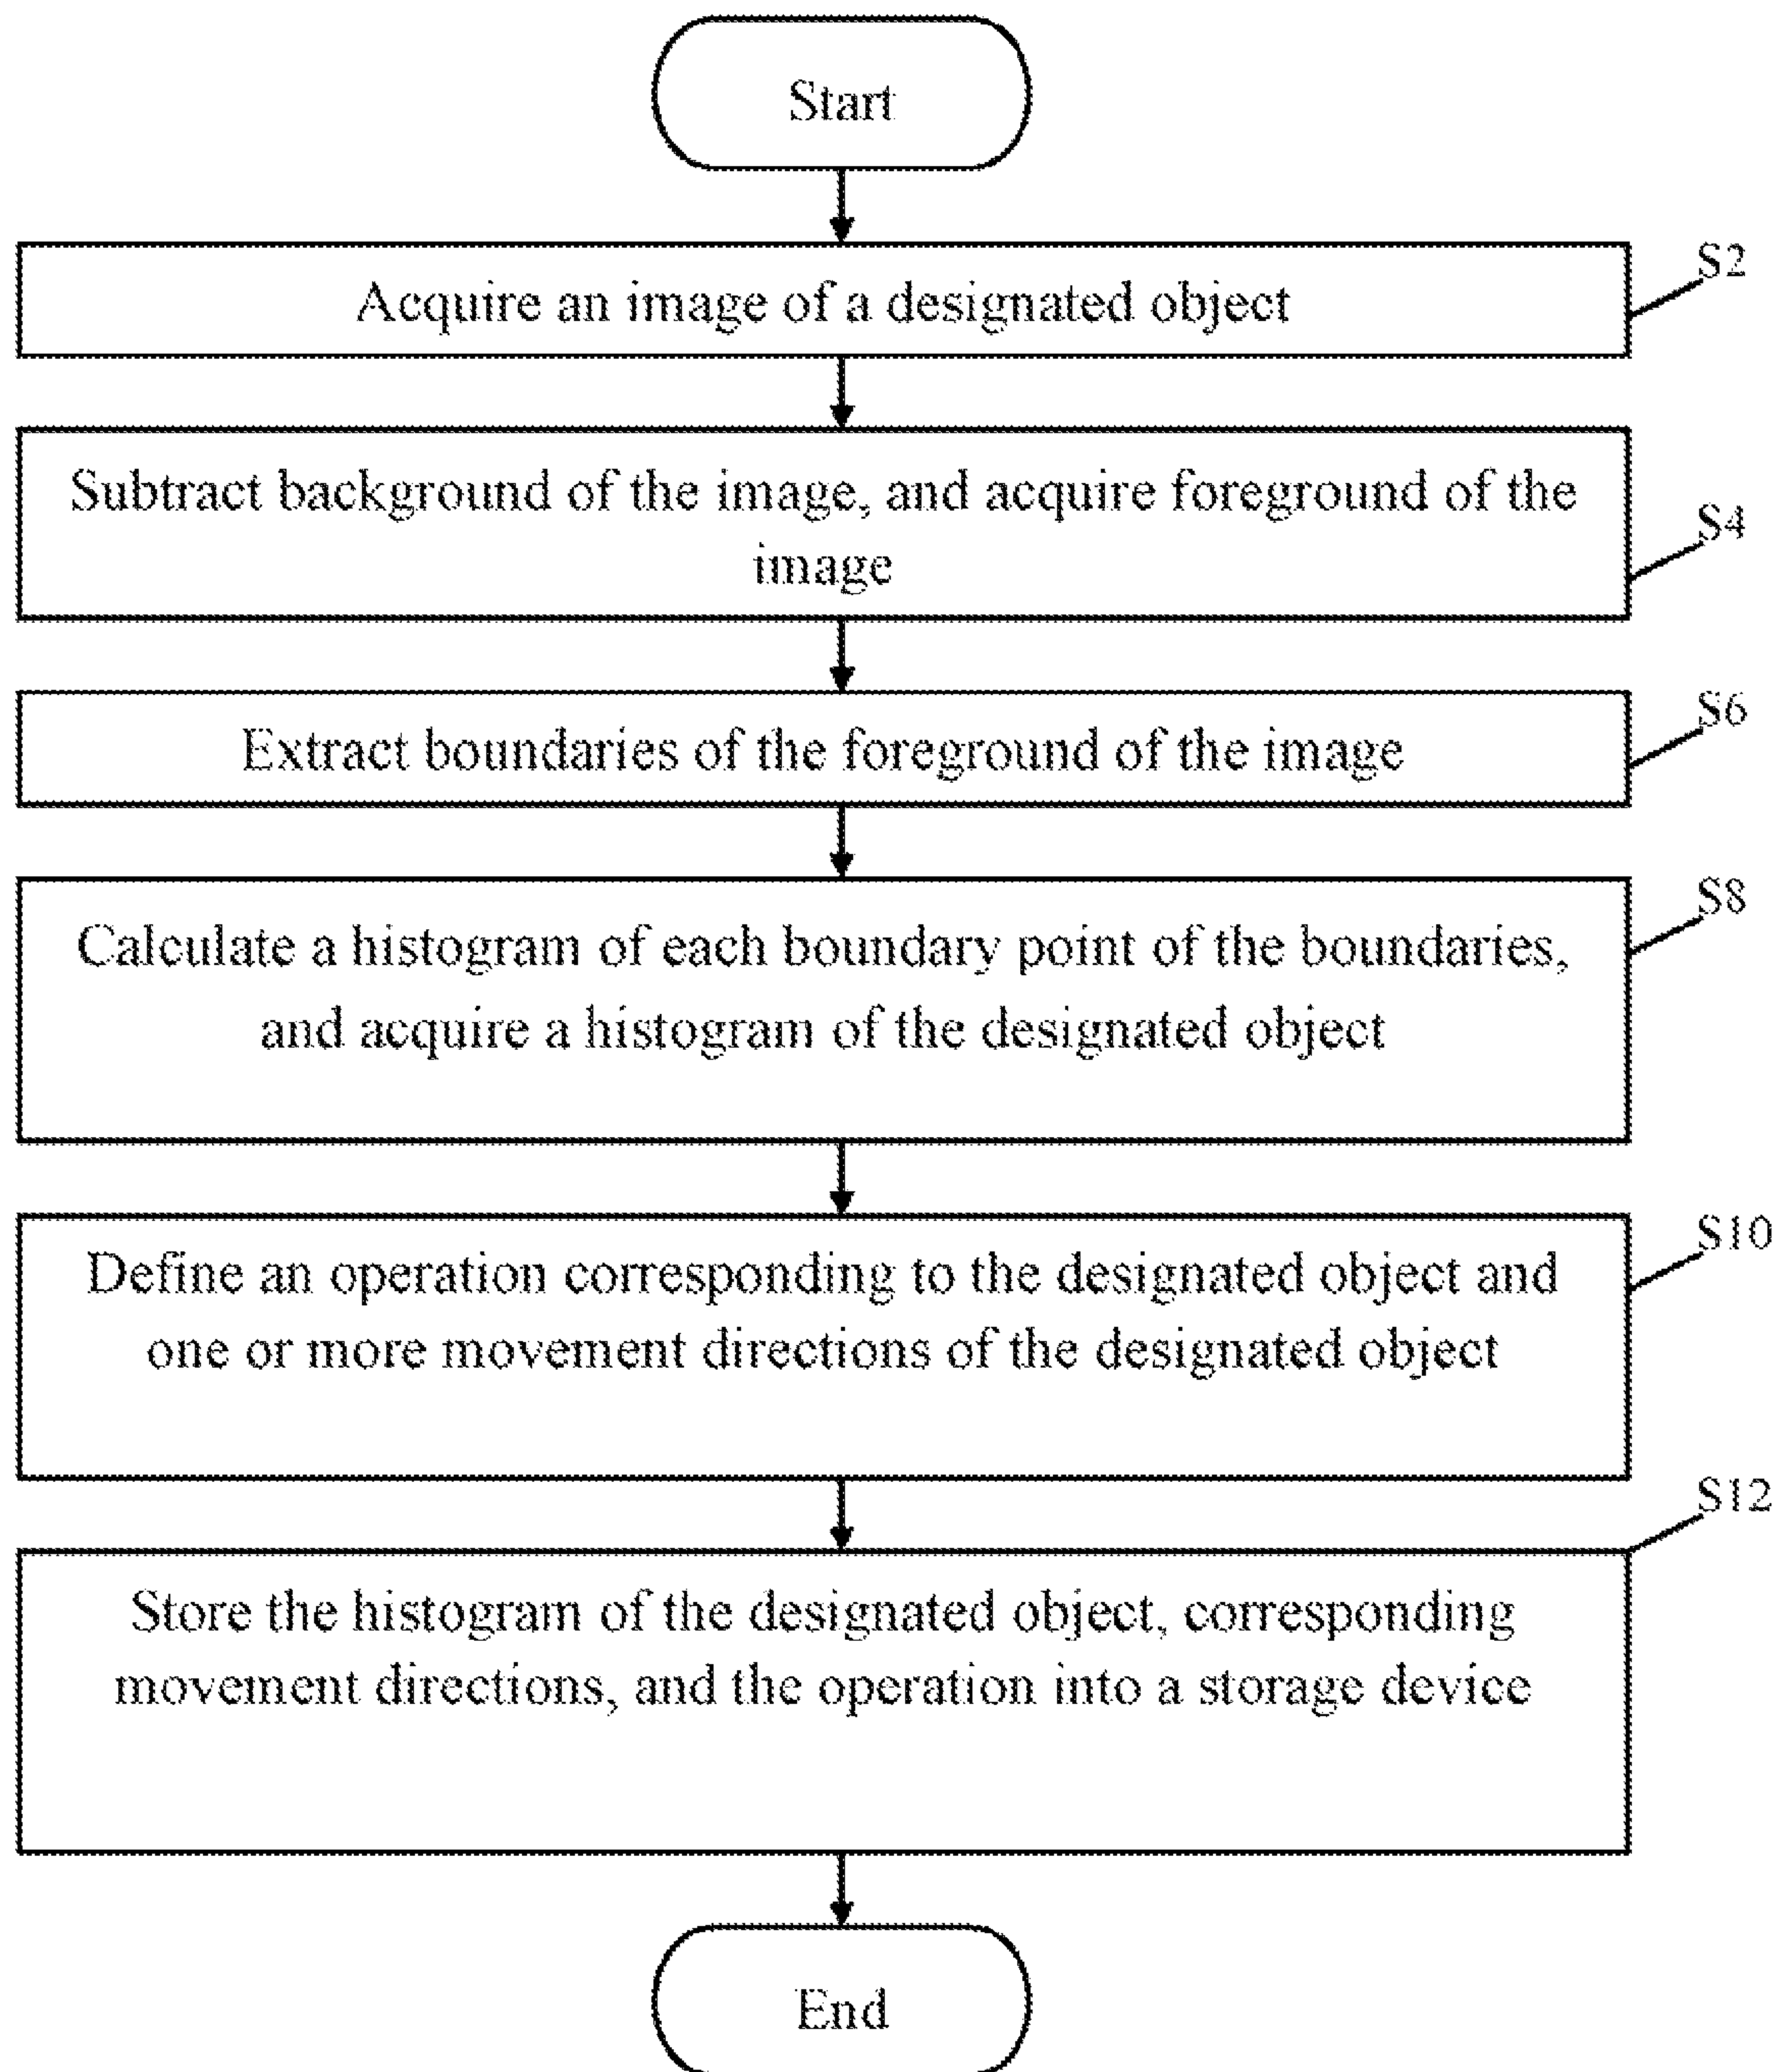 Start
S2
Acquire an image of a designated object
Subtract background of the image, and acquire foreground of the
S4
image
S6
Extract boundaries of the foreground of the image
S8
Calculate a histogram of each boundary point of the boundaries,
and acquire a histogram of the designated object
S10
Define an operation corresponding to the designated object and
one or more movement directions of the designated object
S12
Store the histogram of the designated object, corresponding
movement directions, and the operation into a storage device
End